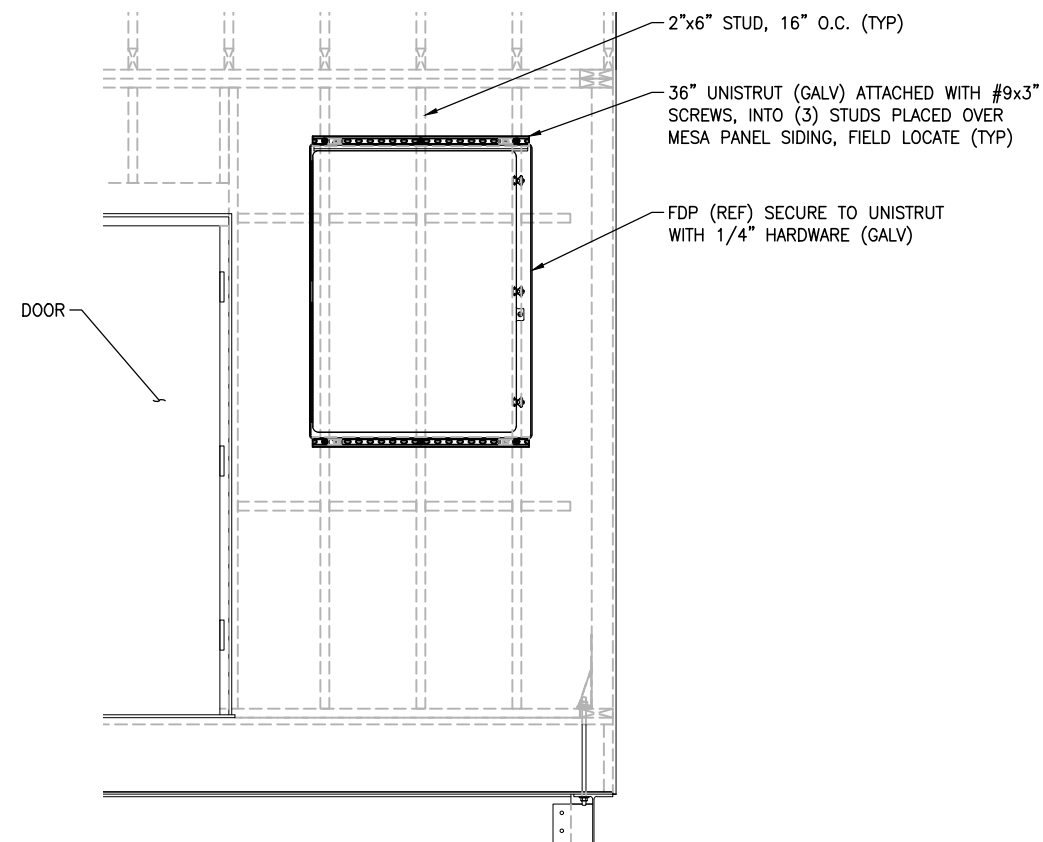 2"x6" STUD, 16" O.C. (TYP)
36" UNISTRUT (GALV) ATTACHED WITH #9x3"
SCREWS, INTO (3) STUDS PLACED OVER
MESA PANEL SIDING, FIELD LOCATE (TYP)
FDP (REF) SECURE TO UNISTRUT
WITH 1/4" HARDWARE (GALV)
DOOR